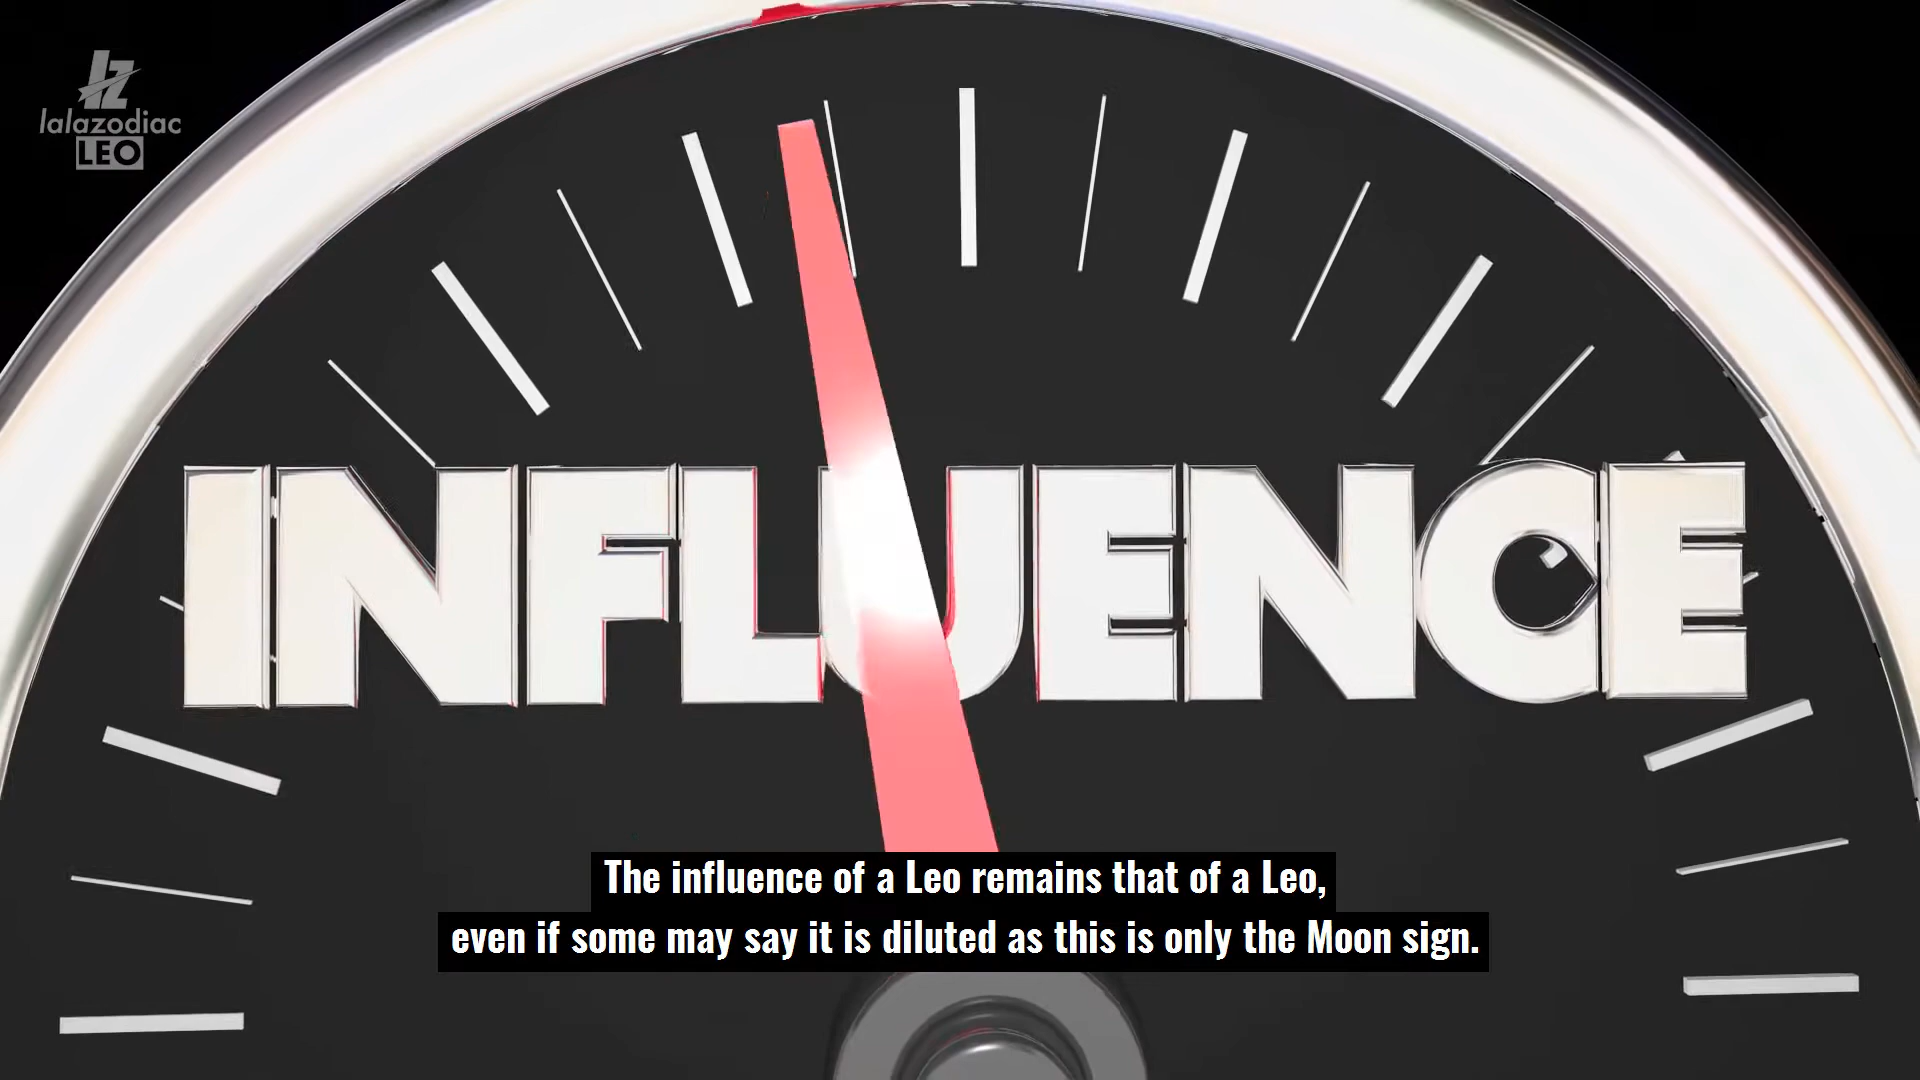 lz
lalazodiac
LEO
INFLUENCE
The influence of a Leo remains that of a Leo,
even if some may say it is diluted as this is only the Moon sign.